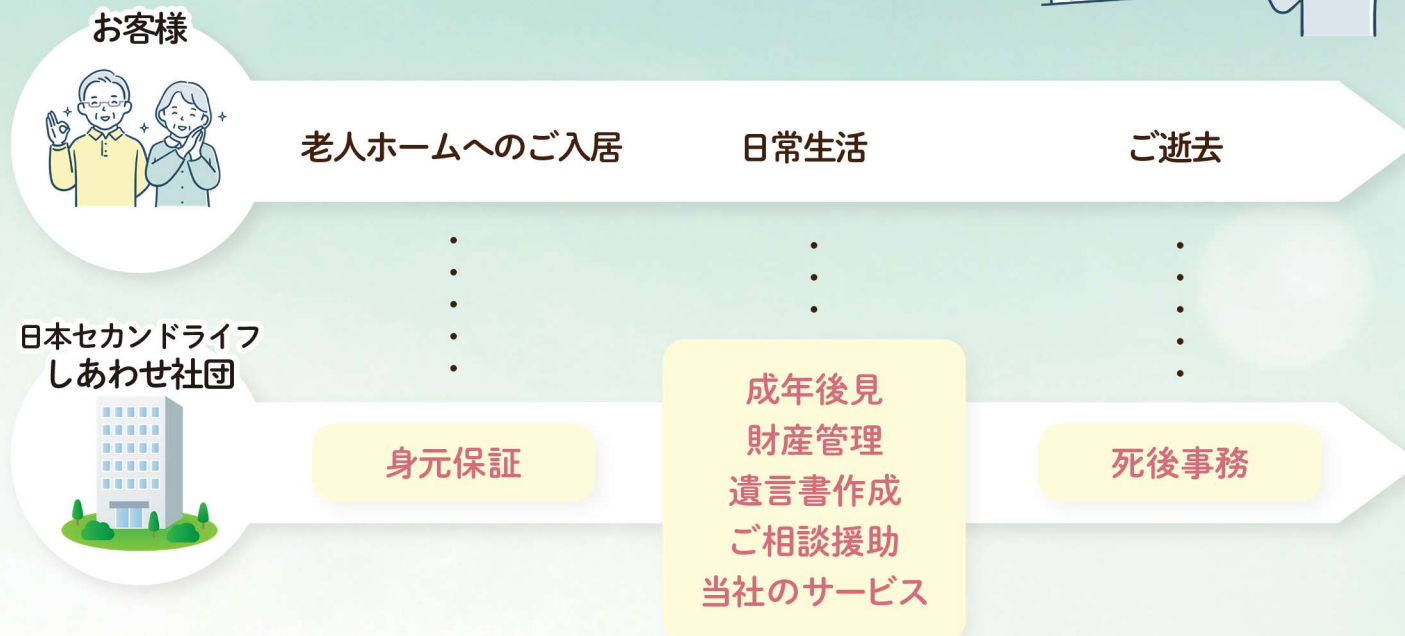 お客様
老人ホームへのご入居
日常生活
ご逝去
日本セカンドライフ
しあわせ社団
身元保証
成年後見
財産管理
遺言書作成
ご相談援助
当社のサービス
死後事務